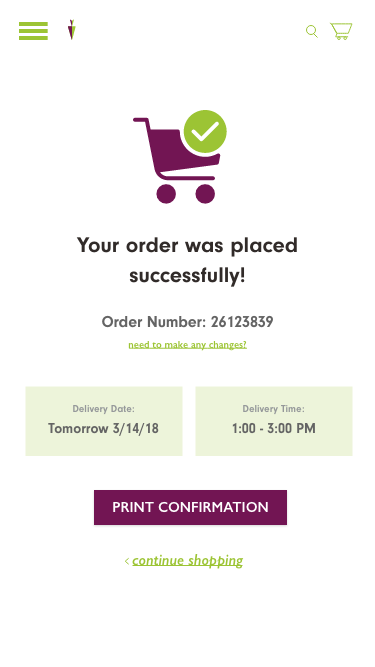 Your order was placed
successfully!
Order Number: 26123839
need to make any changes?
Delivery Date:
Tomorrow 3/14/18
Delivery Time:
1:00 - 3:00 PM
PRINT CONFIRMATION
< continue shopping